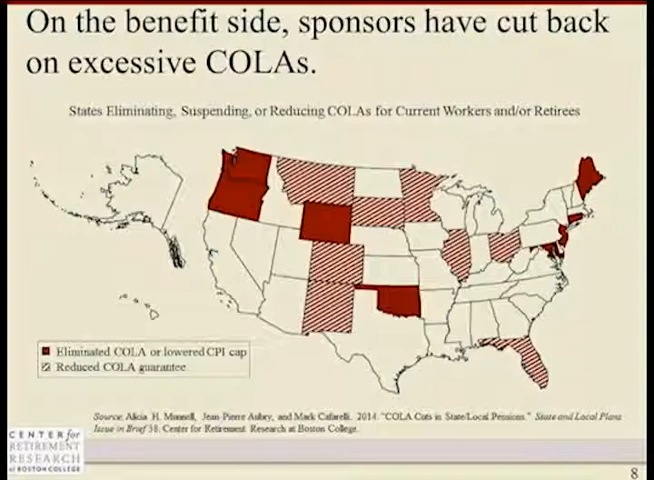 On the benefit side, sponsors have cut back
on excessive COLAs.
States Eliminating, Suspending, or Reducing COLAs for Current Workers and/or Retirees
Eliminated COLA or lowered CPI cap
Reduced COLA guarantee
Source: Alicia H. Munnell, Jean-Pierre Aubry, and Mark Cafarelli. 2014. "COLA Cuts in State/Local Pensions." State and Local Plans
Issue in Brief 38. Center for Retirement Research at Boston College.
CENTER for
RETIREMENT
RESEARCH
at BOSTON COLLEGE
8